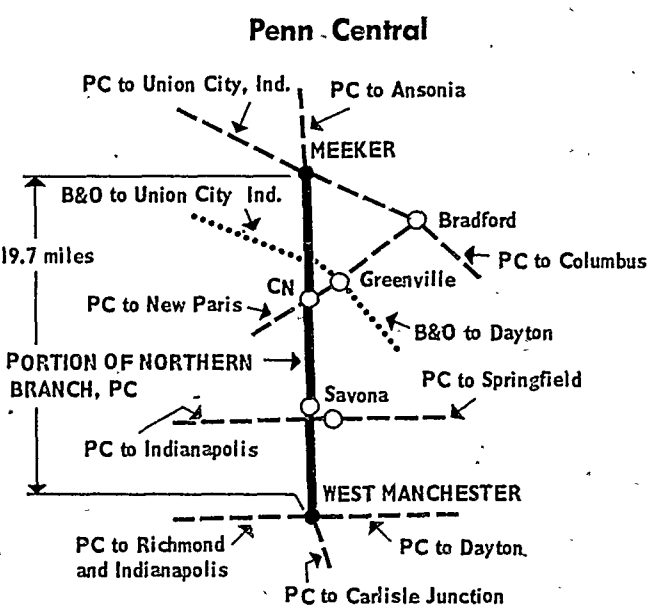 Penn Central
PC to Union City, Ind.
PC to Ansonia
MEEKER
B&O to Union City Ind.
Bradford
19.7 miles
PC to Columbus
Greenville
CN
PC to New Paris
B&O to Dayton
PORTION OF NORTHERN
BRANCH, PC
PC to Springfield
Savona
PC to Indianapolis
WEST MANCHESTER
PC to Richmond
and Indianapolis
PC to Dayton
PC to Carlisle Junction